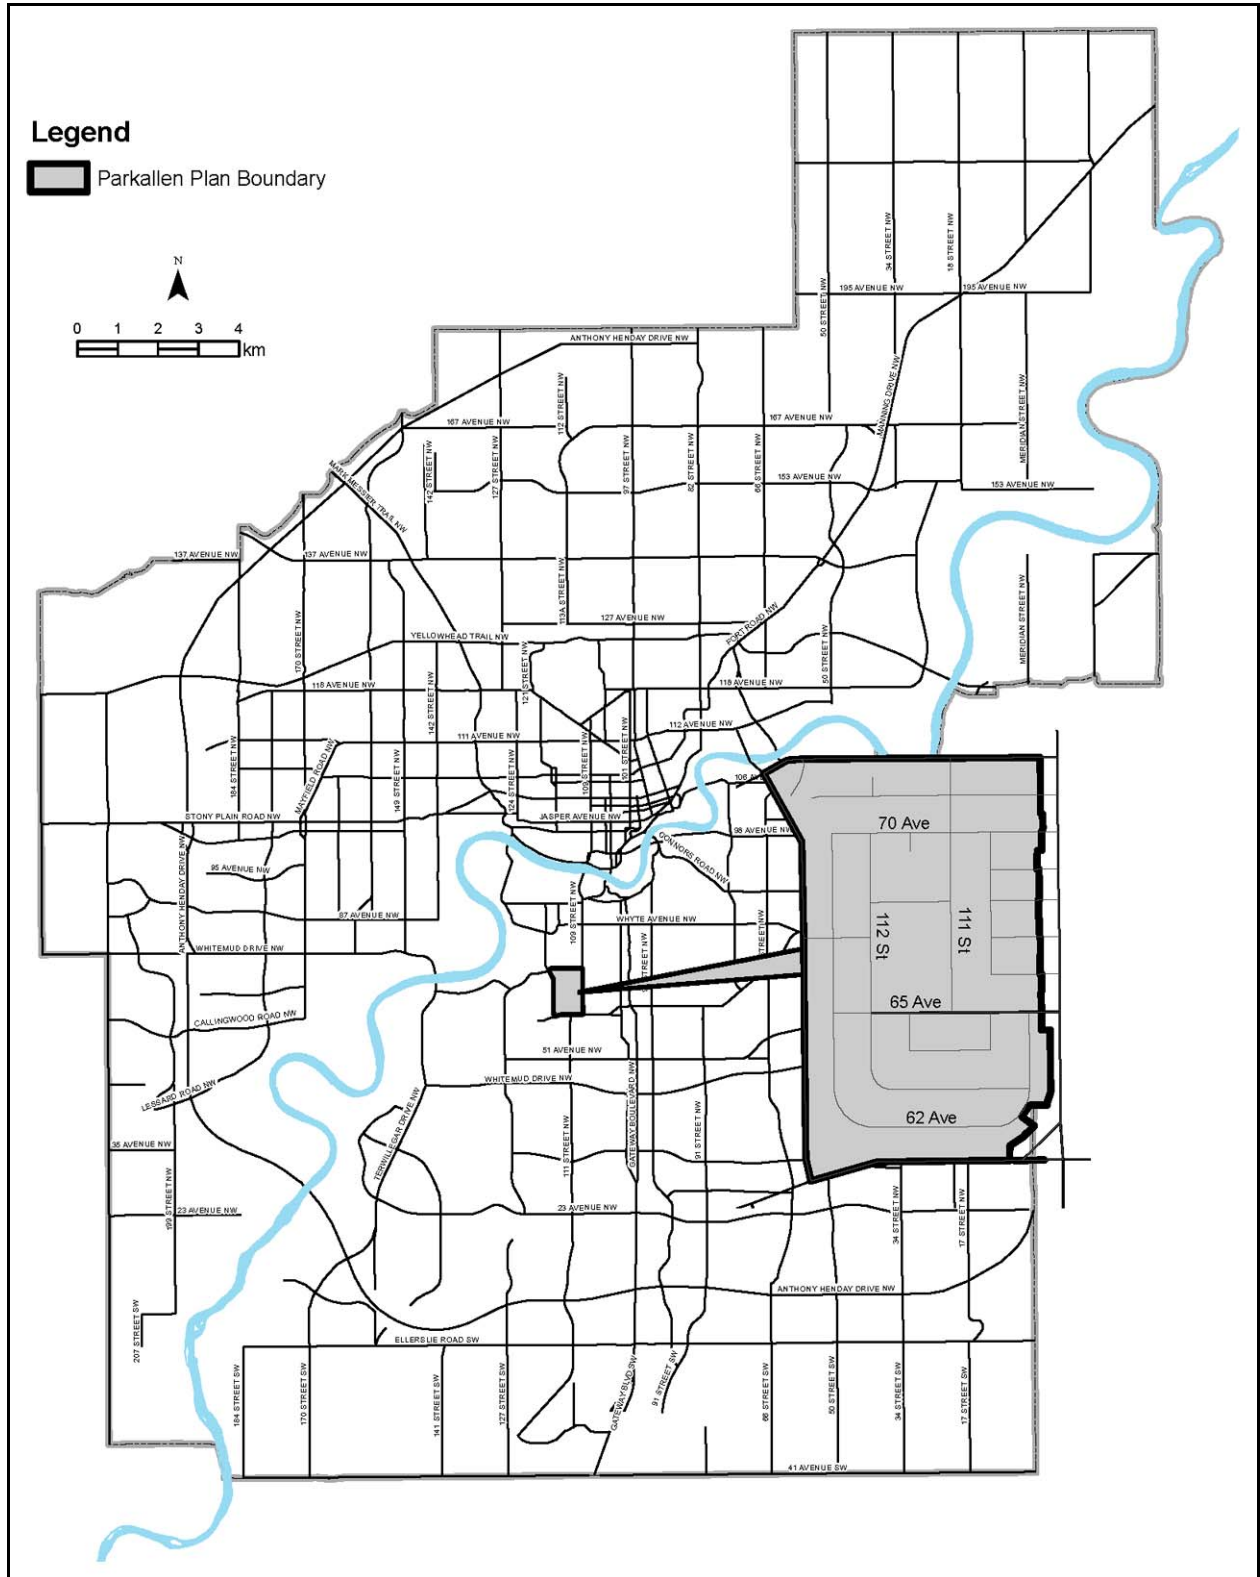 Legend
Parkallen Plan Boundary
N
0 1 2 3 4
km
34 STREET NW
18 STREET NW
50 STREET NW
195 AVENUE NW
195 AVENUE NW
ANTHONY HENDAY DRIVE NW
112 STREET NW
167 AVENUE NW
167 AVENUE NW
MANNING DRIVE NW
MERIDIAN STREET NW
MARK MESSIER TRAIL NW
142 STREET NW
127 STREET NW
97 STREET NW
82 STREET NW
66 STREET NW
153 AVENUE NW
153 AVENUE NW
137 AVENUE NW
137 AVENUE NW
113A STREET NW
127 AVENUE NW
FORT ROAD NW
MERIDIAN STREET NW
170 STREET NW
YELLOWHEAD TRAIL NW
50 STREET NW
121 STREET NW
118 AVENUE NW
118 AVENUE NW
142 STREET NW
111 AVENUE NW
112 AVENUE NW
184 STREET NW
MAYFIELD ROAD NW
149 STREET NW
124 STREET NW
109 STREET NW
101 STREET NW
106 AV
STONY PLAIN ROAD NW
JASPER AVENUE NW
98 AVENUE NW
70 Ave
CONNORS ROAD NW
ANTHONY HENDAY DRIVE NW
95 AVENUE NW
87 AVENUE NW
109 STREET NW
WHYTE AVENUE NW
STREET NW
STREET NW
112 St
111 St
WHITEMUD DRIVE NW
65 Ave
CALLINGWOOD ROAD NW
51 AVENUE NW
WHITEMUD DRIVE NW
LESSARD ROAD NW
TERWILLEGAR DRIVE NW
111 STREET NW
GATEWAY BOULEVARD NW
91 STREET NW
62 Ave
35 AVENUE NW
199 STREET NW
23 AVENUE NW
23 AVENUE NW
34 STREET NW
17 STREET NW
ANTHONY HENDAY DRIVE NW
207 STREET SW
ELLERSLIE ROAD SW
184 STREET SW
170 STREET SW
141 STREET SW
127 STREET SW
GATEWAY BLVD SW
91 STREET SW
66 STREET SW
50 STREET SW
34 STREET SW
17 STREET SW
41 AVENUE SW